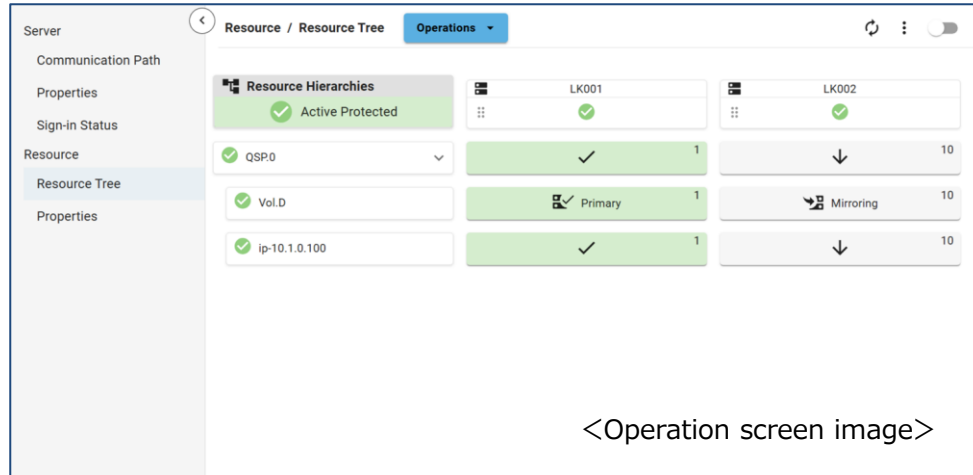 Server
Communication Path
Properties
Sign-in Status
Resource
Resource Tree
Properties
Resource / Resource Tree
Operations
Resource Hierarchies
Active Protected
LK001
LK002
QSP.0
1
10
Vol.D
Primary
1
Mirroring
10
ip-10.1.0.100
1
10
<Operation screen image>